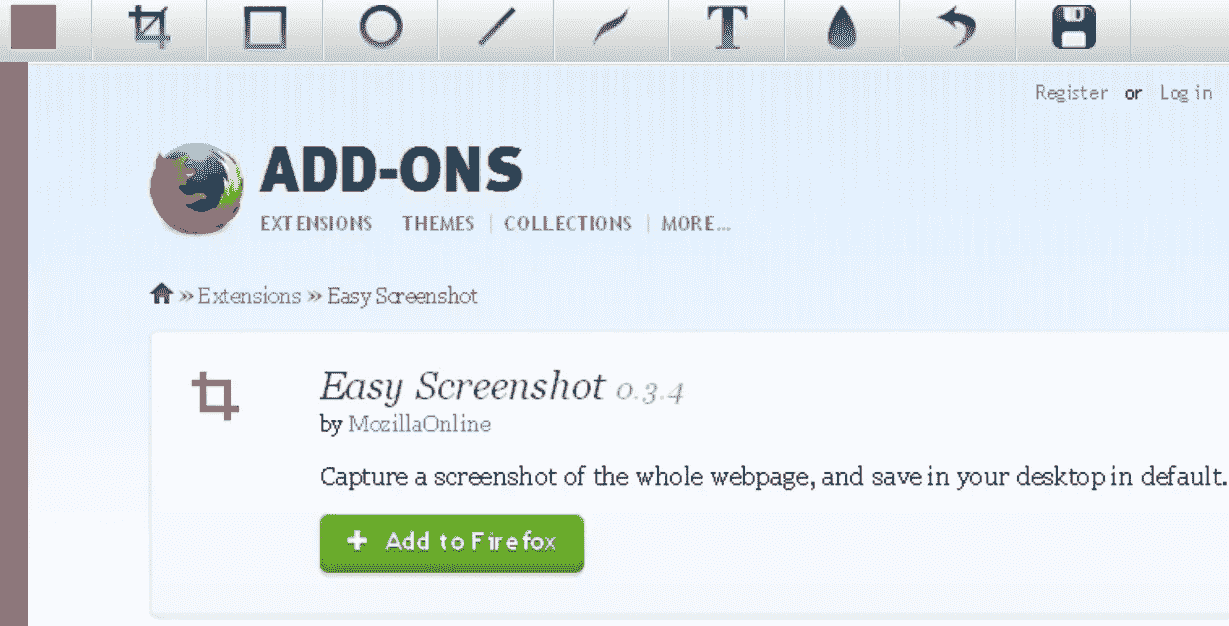 T
Register or Log in
ADD-ONS
EXTENSIONS THEMES | COLLECTIONS | MORE...
» Extensions » Easy Screenshot
Easy Screenshot 0.3.4
by MozillaOnline
Capture a screenshot of the whole webpage, and save in your desktop in default.
+ Add to Firefox